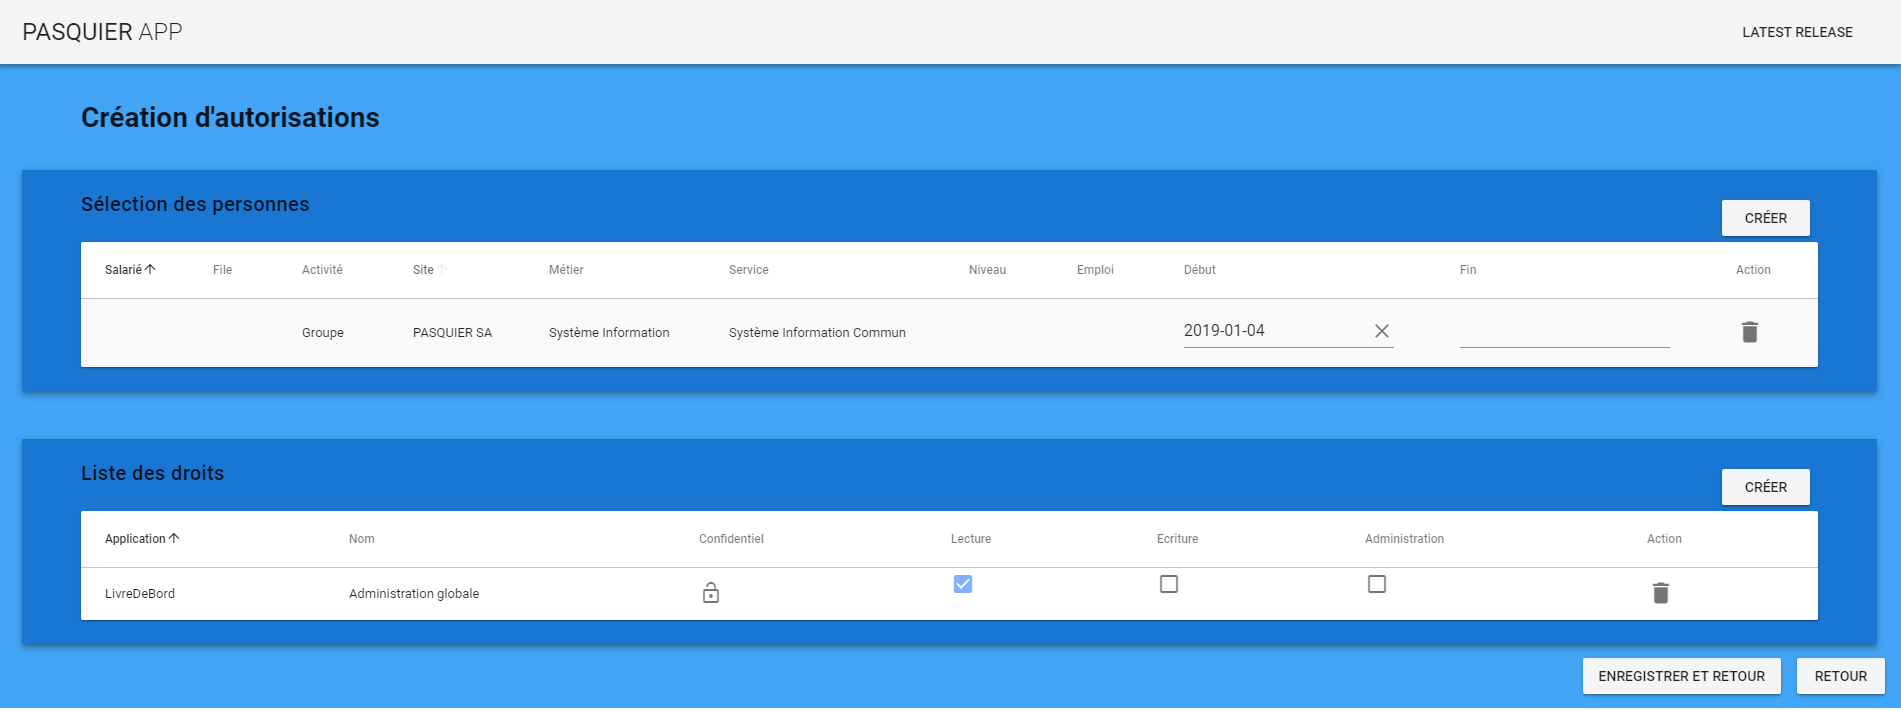 PASQUIER APP
LATEST RELEASE
Création d'autorisations
Sélection des personnes
CRÉER
Salarié File Activité Site Métier Service Niveau Emploi Début Fin Action
Groupe PASQUIER SA Système Information Système Information Commun 2019-01-04
Liste des droits
CRÉER
Application Nom Confidentiel Lecture Ecriture Administration Action
LivreDeBord Administration globale
ENREGISTRER ET RETOUR RETOUR